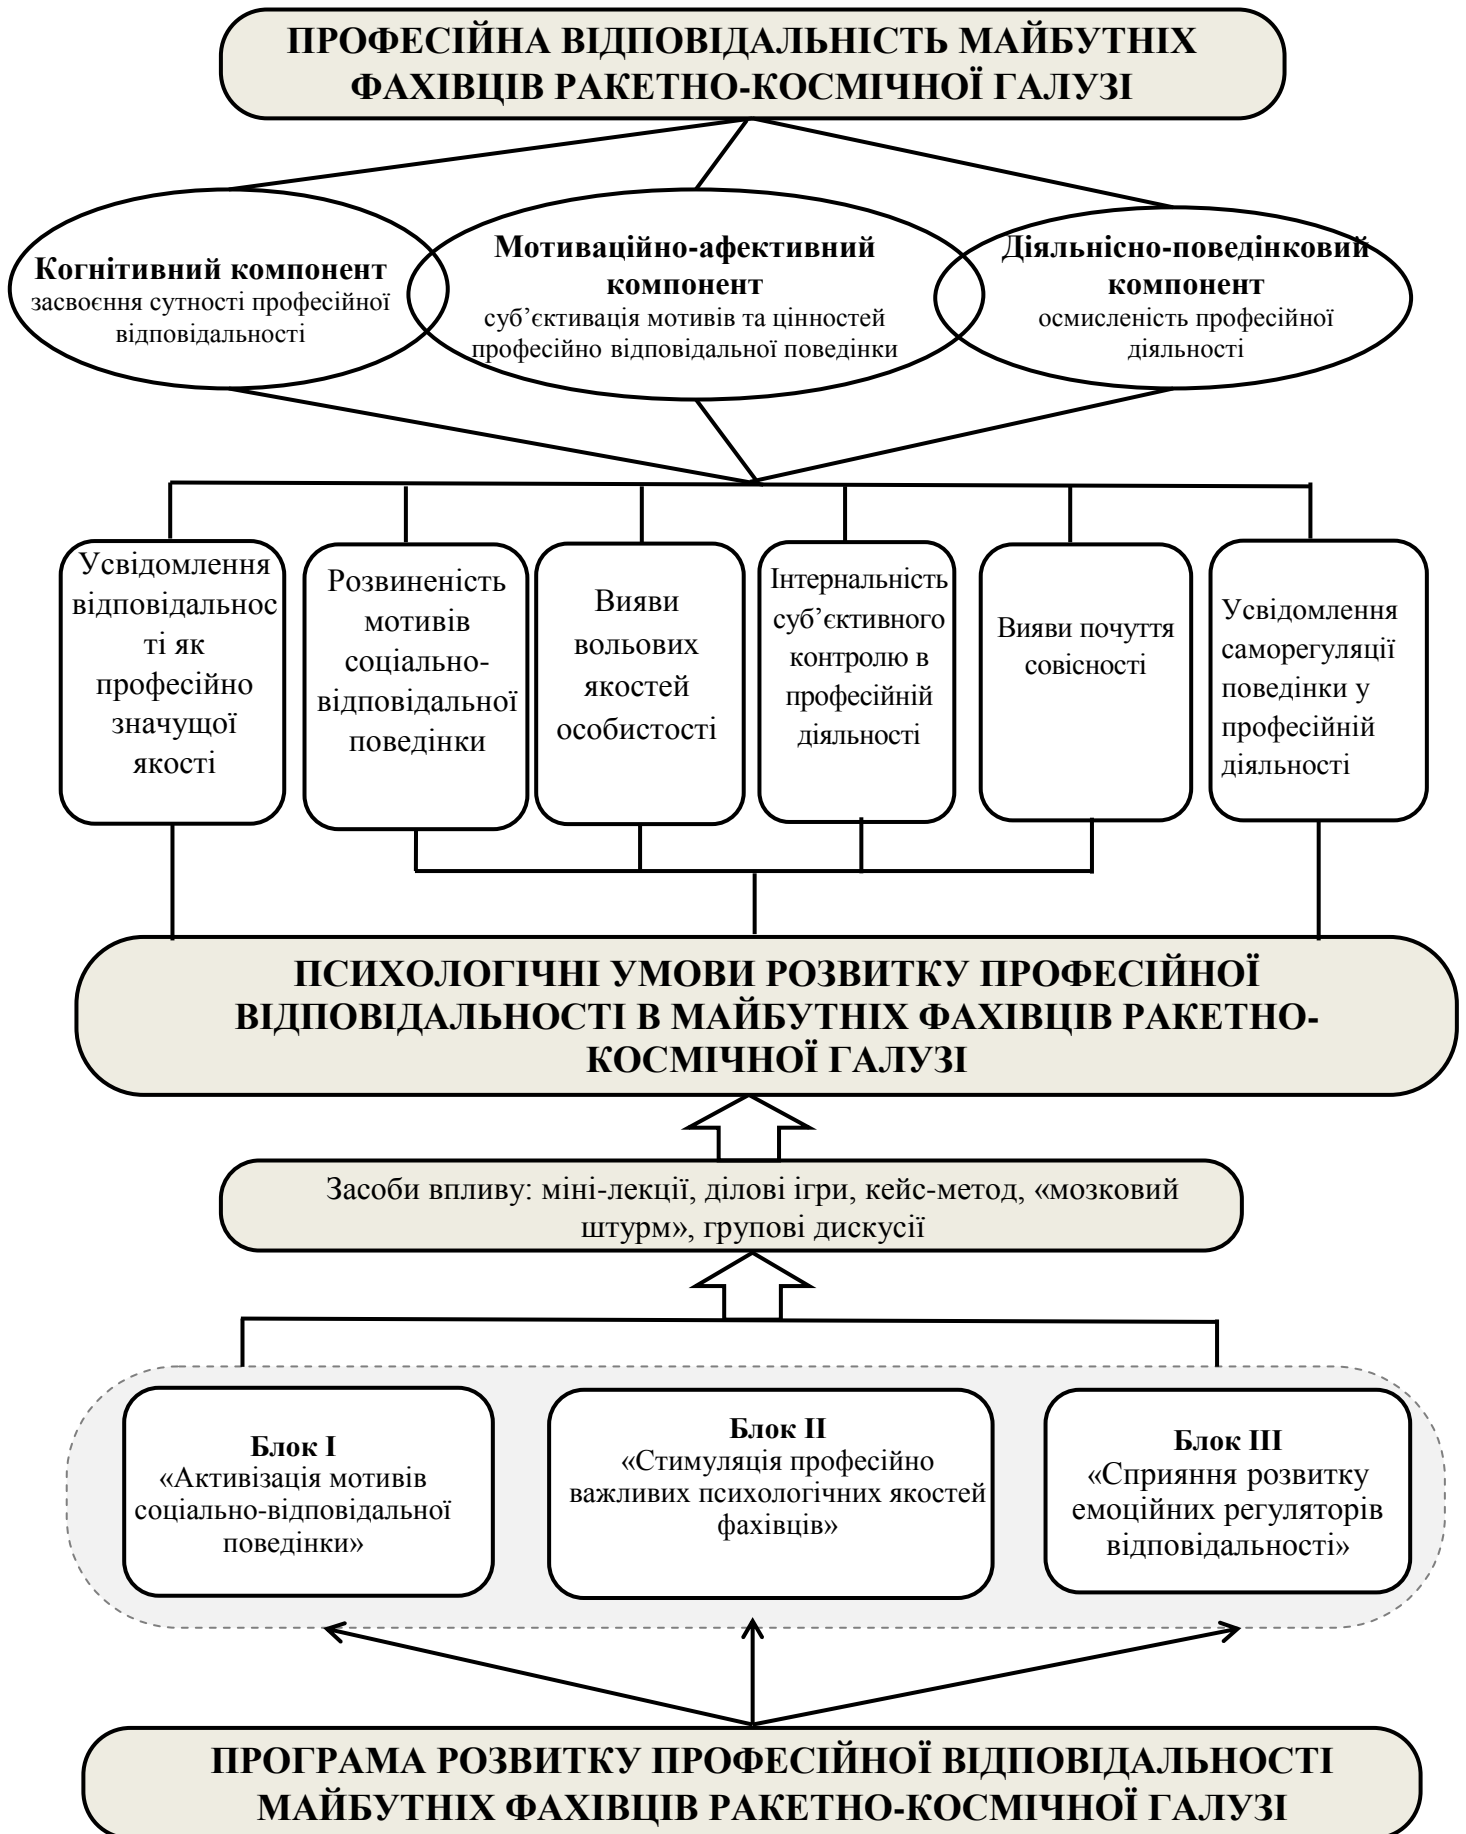 ПРОФЕСІЙНА ВІДПОВІДАЛЬНІСТЬ МАЙБУТНІХ
ФАХІВЦІВ РАКЕТНО-КОСМІЧНОЇ ГАЛУЗІ
Когнітивний компонент
засвоєння сутності професійної
відповідальності
Мотиваційно-афективний
компонент
суб’єктивація мотивів та цінностей
професійно відповідальної поведінки
Діяльнісно-поведінковий
компонент
осмисленість професійної
діяльності
Усвідомлення
відповідальнос
ті як
професійно
значущої
якості
Розвиненість
мотивів
соціально-
відповідальної
поведінки
Вияви
вольових
якостей
особистості
Інтернальність
суб’єктивного
контролю в
професійній
діяльності
Вияви почуття
совісності
Усвідомлення
саморегуляції
поведінки у
професійній
діяльності
ПСИХОЛОГІЧНІ УМОВИ РОЗВИТКУ ПРОФЕСІЙНОЇ
ВІДПОВІДАЛЬНОСТІ В МАЙБУТНІХ ФАХІВЦІВ РАКЕТНО-
КОСМІЧНОЇ ГАЛУЗІ
Засоби впливу: міні-лекції, ділові ігри, кейс-метод, «мозковий
штурм», групові дискусії
Блок І
«Активізація мотивів
соціально-відповідальної
поведінки»
Блок ІІ
«Стимуляція професійно
важливих психологічних якостей
фахівців»
Блок ІІІ
«Сприяння розвитку
емоційних регуляторів
відповідальності»
ПРОГРАМА РОЗВИТКУ ПРОФЕСІЙНОЇ ВІДПОВІДАЛЬНОСТІ
МАЙБУТНІХ ФАХІВЦІВ РАКЕТНО-КОСМІЧНОЇ ГАЛУЗІ